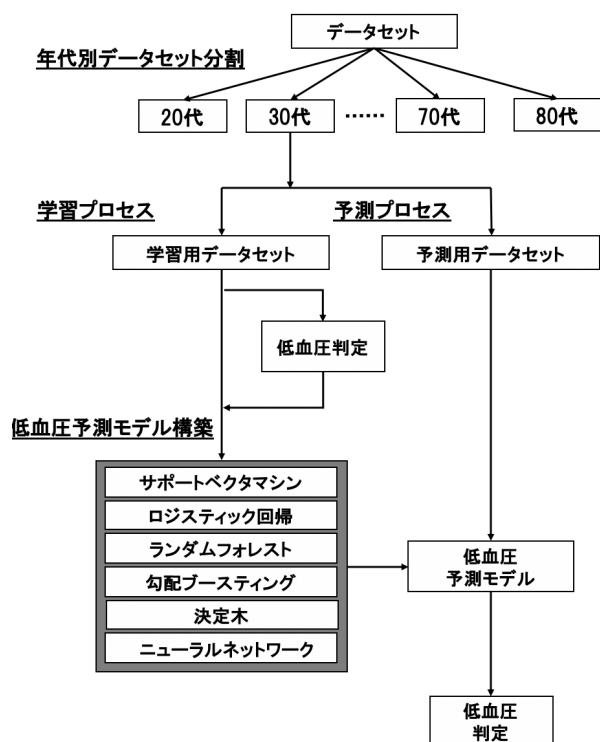 データセット
年代別データセット分割
20代
30代
……
70代
80代
学習プロセス
予測プロセス
学習用データセット
予測用データセット
低血圧判定
低血圧予測モデル構築
サポートベクタマシン
ロジスティック回帰
ランダムフォレスト
勾配ブースティング
決定木
ニューラルネットワーク
低血圧
予測モデル
低血圧
判定